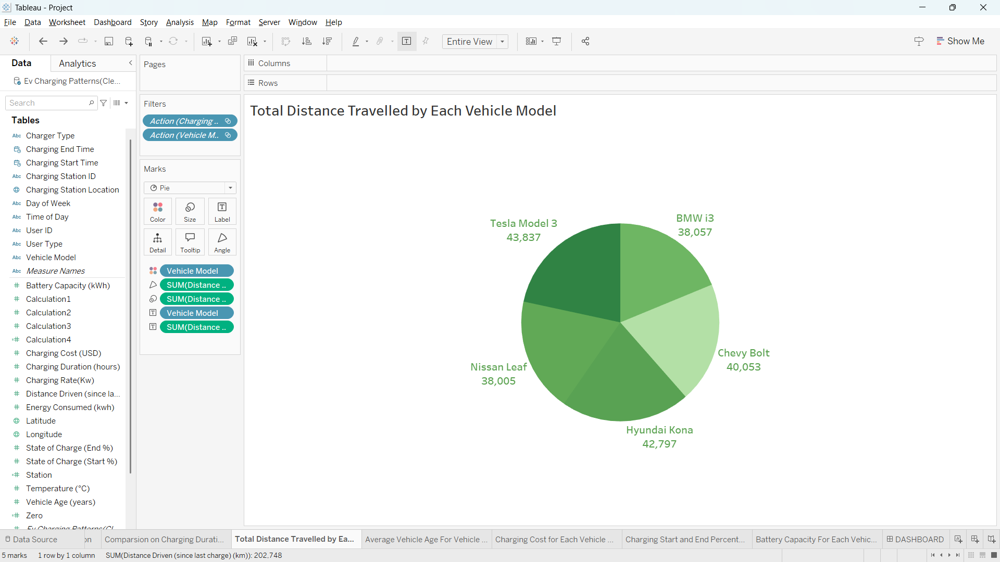 Tableau - Project
File Data Worksheet Dashboard Story Analysis Map Format Server Window Help
Entire View
Show Me
Data
Analytics
Ev Charging Patterns(Cle...
Search
Tables
Abc Charger Type
Charging End Time
Charging Start Time
Abc Charging Station ID
Charging Station Location
Abc Day of Week
Abc Time of Day
Abc User ID
Abc User Type
Abc Vehicle Model
Abc Measure Names
# Battery Capacity (kWh)
# Calculation1
# Calculation2
# Calculation3
=# Calculation4
# Charging Cost (USD)
# Charging Duration (hours)
# Charging Rate(Kw)
# Distance Driven (since la...
# Energy Consumed (kwh)
Latitude
Longitude
# State of Charge (End %)
# State of Charge (Start %)
=# Station
# Temperature (°C)
# Vehicle Age (years)
=# Zero
Pages
Filters
Action (Charging ..
Action (Vehicle M..
Marks
Pie
Color
Size
Label
Detail
Tooltip
Angle
Vehicle Model
SUM(Distance ..
SUM(Distance ..
Vehicle Model
SUM(Distance ..
Columns
Rows
Total Distance Travelled by Each Vehicle Model
BMW i3
38,057
Tesla Model 3
43,837
Chevy Bolt
40,053
Nissan Leaf
38,005
Hyundai Kona
42,797
Data Source
on
Comparsion on Charging Durati...
Total Distance Travelled by Ea...
Average Vehicle Age For Vehicle ...
Charging Cost for Each Vehicle ...
Charging Start and End Percent...
Battery Capacity For Each Vehic...
DASHBOARD
5 marks
1 row by 1 column
SUM(Distance Driven (since last charge) (km)): 202,748